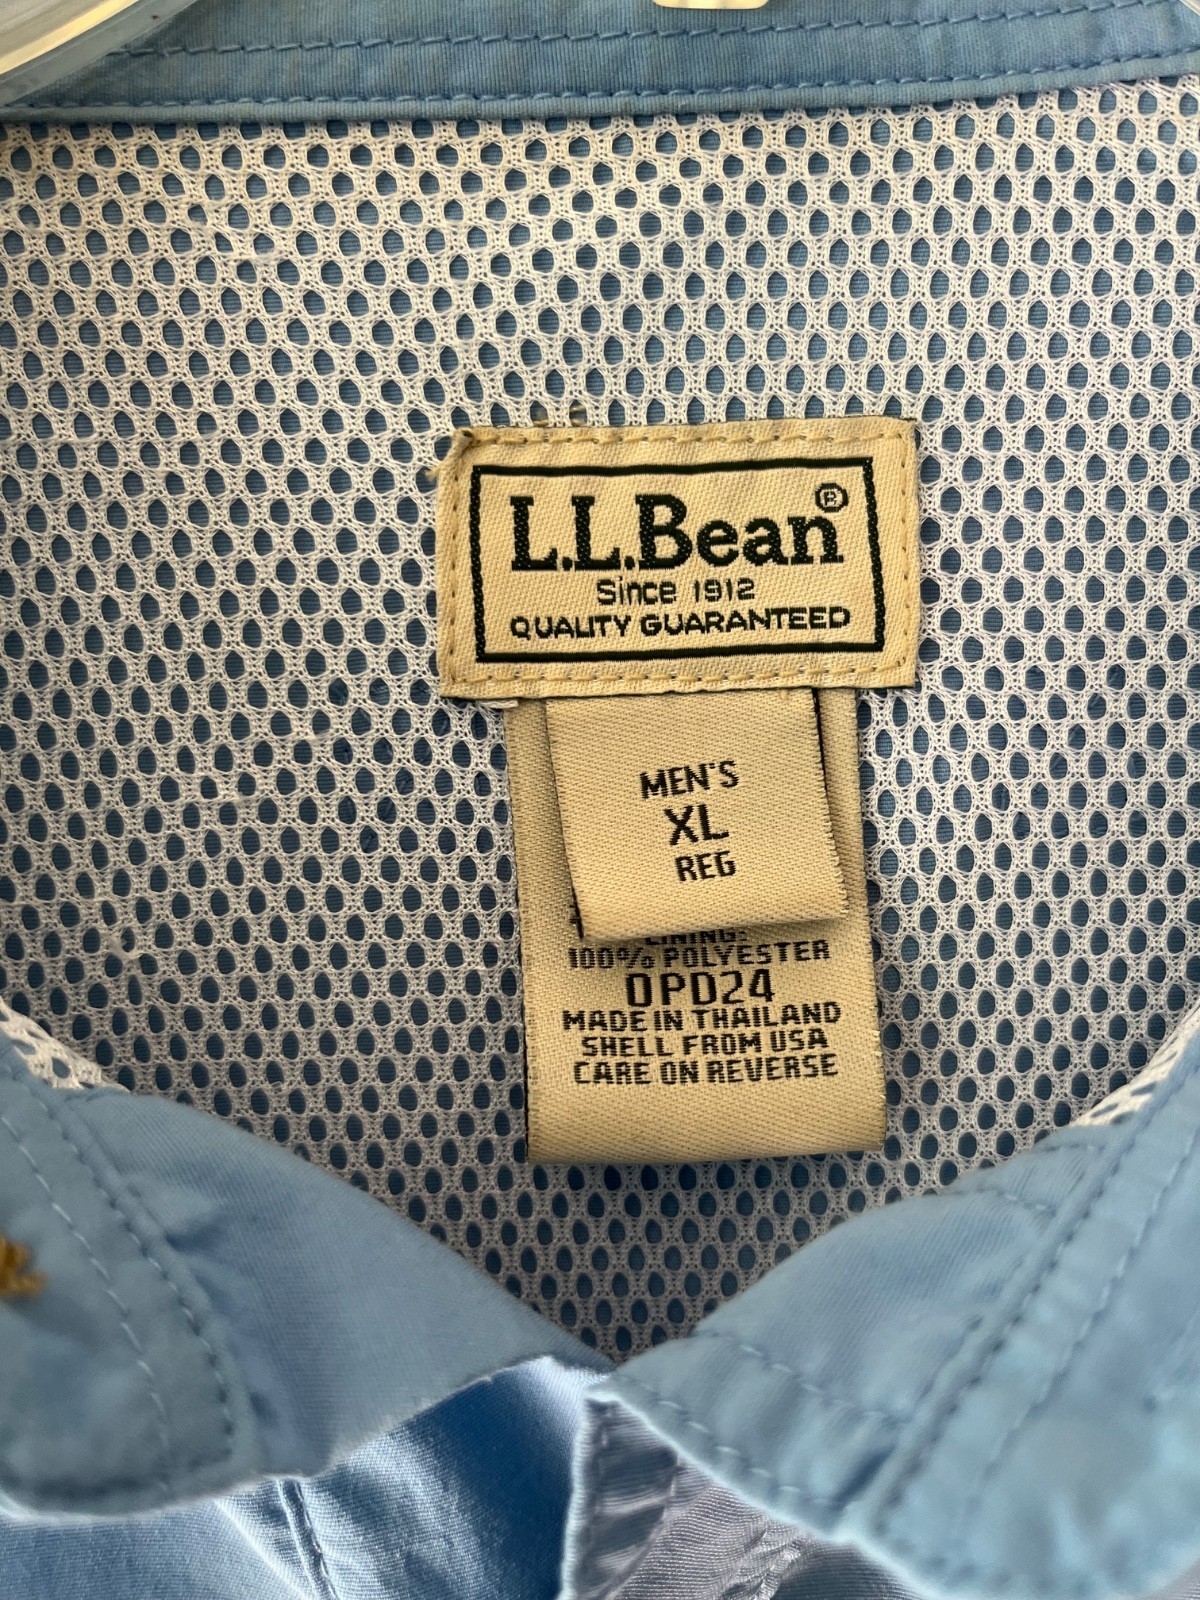 L.L.Bean®
Since 1912
QUALITY GUARANTEED
MEN'S
XL
REG
LINING:
100% POLYESTER
0PD24
MADE IN THAILAND
SHELL FROM USA
CARE ON REVERSE